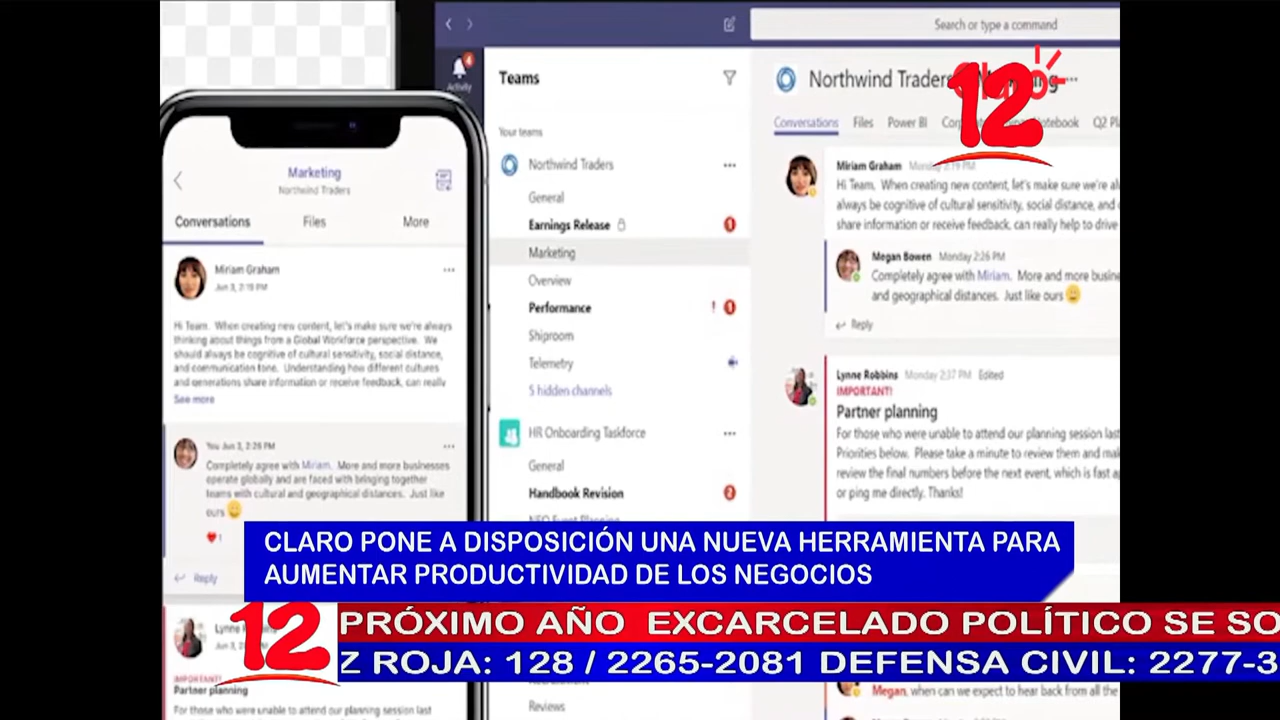 Search or type a command
4
Activity
Teams
Your teams
Northwind Traders
General
Earnings Release
1
Marketing
Overview
Performance
! 1
Shiproom
Telemetry
5 hidden channels
HR Onboarding Taskforce
General
Handbook Revision
2
Reviews
Northwind Traders
Conversations Files Power BI Notebook
Miriam Graham Monday 2:19 PM
Hi Team. When creating new content, let's make sure we're
always be cognitive of cultural sensitivity, social distance, and
share information or receive feedback, can really help to drive
Megan Bowen Monday 2:26 PM
Completely agree with Miriam. More and more
and geographical distances. Just like ours
Reply
Lynne Robbins Monday 2:37 PM Edited
IMPORTANT!
Partner planning
For those who were unable to attend our planning session last
Priorities below. Please take a minute to review them and
review the final numbers before the next event, which is fast
or ping me directly. Thanks!
Megan, when can we expect to hear back from all the
Megan Bowen
Marketing
Northwind Traders
Conversations Files More
Miriam Graham
Jun 3, 2:19 PM
Hi Team. When creating new content, let's make sure we're always
thinking about things from a Global Workforce perspective. We
should always be cognitive of cultural sensitivity, social distance,
and communication tone. Understanding how different cultures
and generations share information or receive feedback, can really
See more
You Jun 3, 2:26 PM
Completely agree with Miriam. More and more businesses
operate globally and are faced with bringing together
teams with cultural and geographical distances. Just like
ours
1
Reply
IMPORTANT!
Partner planning
For those who were unable to attend our planning session last
12
CLARO PONE A DISPOSICIÓN UNA NUEVA HERRAMIENTA PARA
AUMENTAR PRODUCTIVIDAD DE LOS NEGOCIOS
12
PRÓXIMO AÑO EXCARCELADO POLÍTICO SE SO
Z ROJA: 128 / 2265-2081 DEFENSA CIVIL: 2277-3